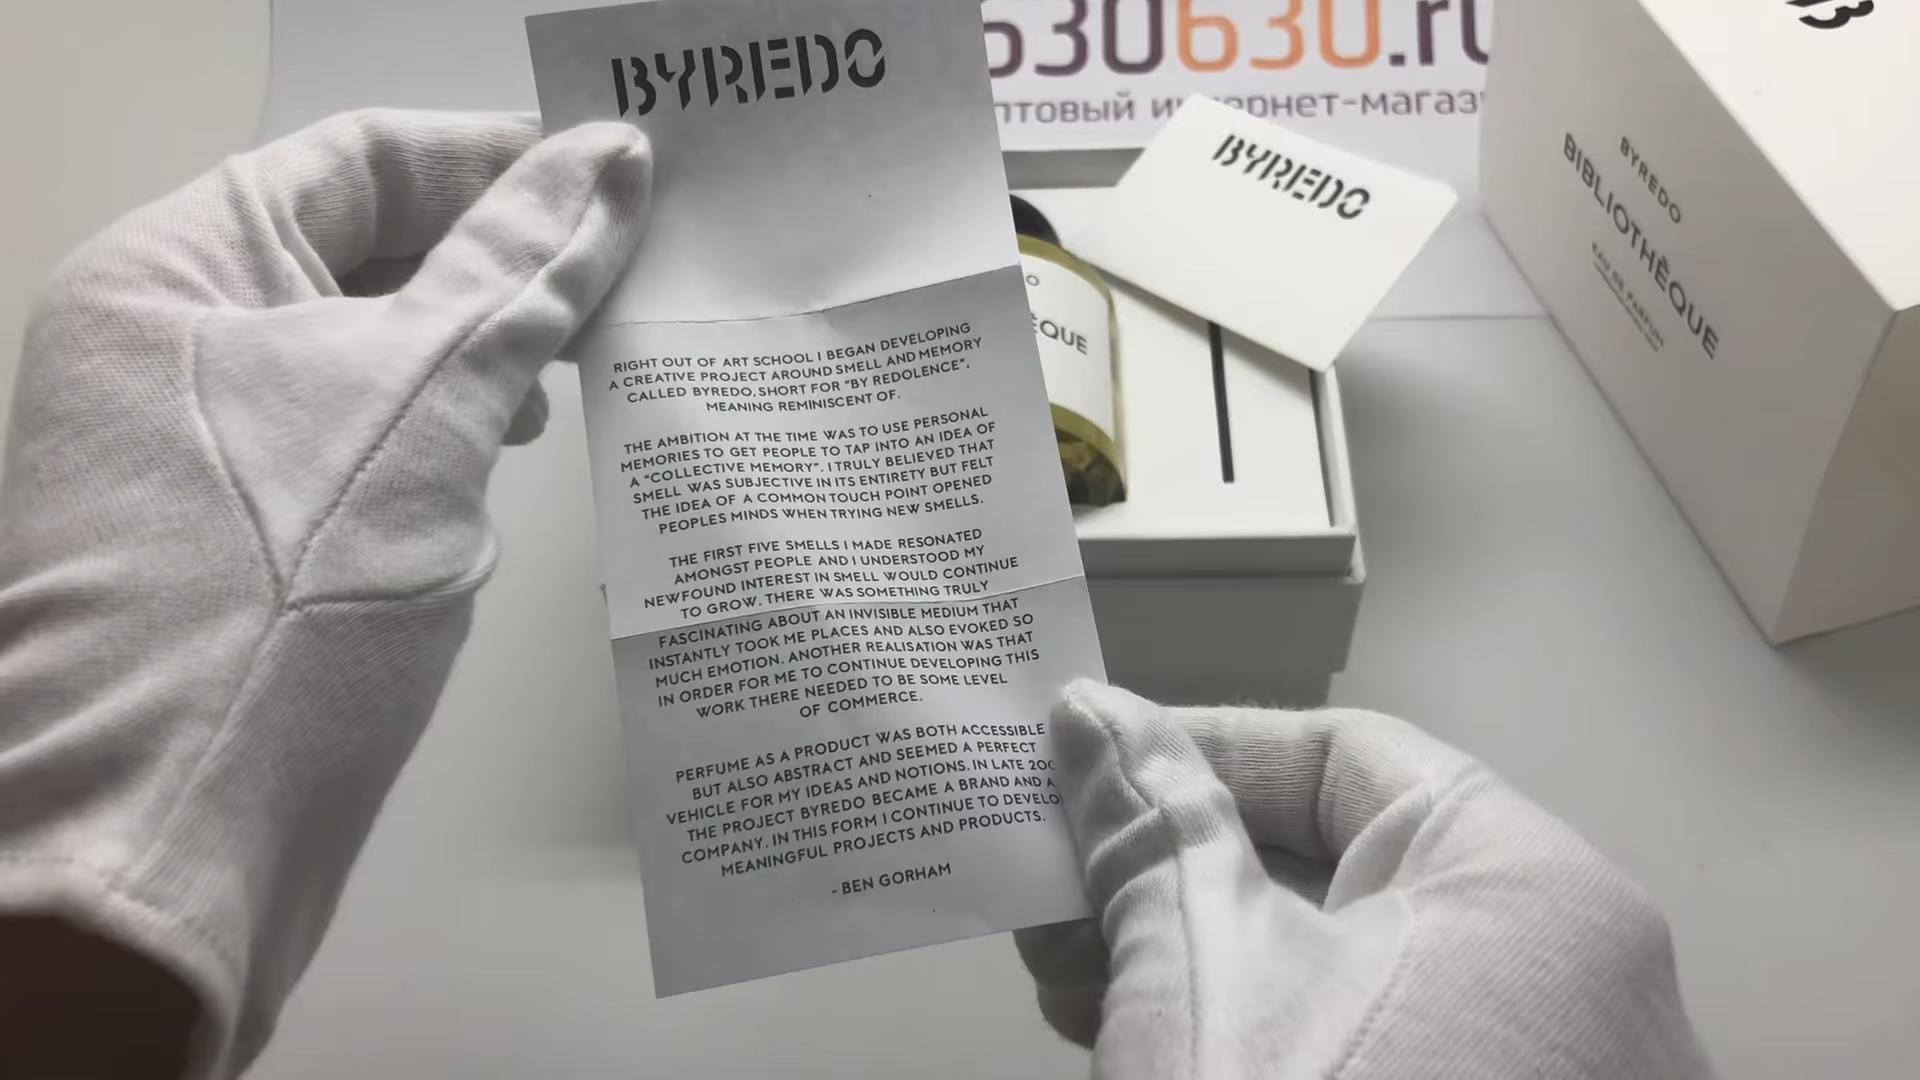 BYREDO
RIGHT OUT OF ART SCHOOL I BEGAN DEVELOPING
A CREATIVE PROJECT AROUND SMELL AND MEMORY
CALLED BYREDO, SHORT FOR "BY REDOLENCE",
MEANING REMINISCENT OF.
THE AMBITION AT THE TIME WAS TO USE PERSONAL
MEMORIES TO GET PEOPLE TO TAP INTO AN IDEA OF
A "COLLECTIVE MEMORY". I TRULY BELIEVED THAT
SMELL WAS SUBJECTIVE IN ITS ENTIRETY BUT FELT
THE IDEA OF A COMMON TOUCH POINT OPENED
PEOPLES MINDS WHEN TRYING NEW SMELLS.
THE FIRST FIVE SMELLS I MADE RESONATED
AMONGST PEOPLE AND I UNDERSTOOD MY
NEWFOUND INTEREST IN SMELL WOULD CONTINUE
TO GROW. THERE WAS SOMETHING TRULY
FASCINATING ABOUT AN INVISIBLE MEDIUM THAT
INSTANTLY TOOK ME PLACES AND ALSO EVOKED SO
MUCH EMOTION. ANOTHER REALISATION WAS THAT
IN ORDER FOR ME TO CONTINUE DEVELOPING THIS
WORK THERE NEEDED TO BE SOME LEVEL
OF COMMERCE.
PERFUME AS A PRODUCT WAS BOTH ACCESSIBLE
BUT ALSO ABSTRACT AND SEEMED A PERFECT
VEHICLE FOR MY IDEAS AND NOTIONS. IN LATE 200
THE PROJECT BYREDO BECAME A BRAND AND A
COMPANY. IN THIS FORM I CONTINUE TO DEVELO
MEANINGFUL PROJECTS AND PRODUCTS.
- BEN GORHAM
630630.ru
птовый интернет-магаз
BYREDO
ÈQUE
BYREDO
BIBLIOTHÈQUE
EAU DE PARFUM